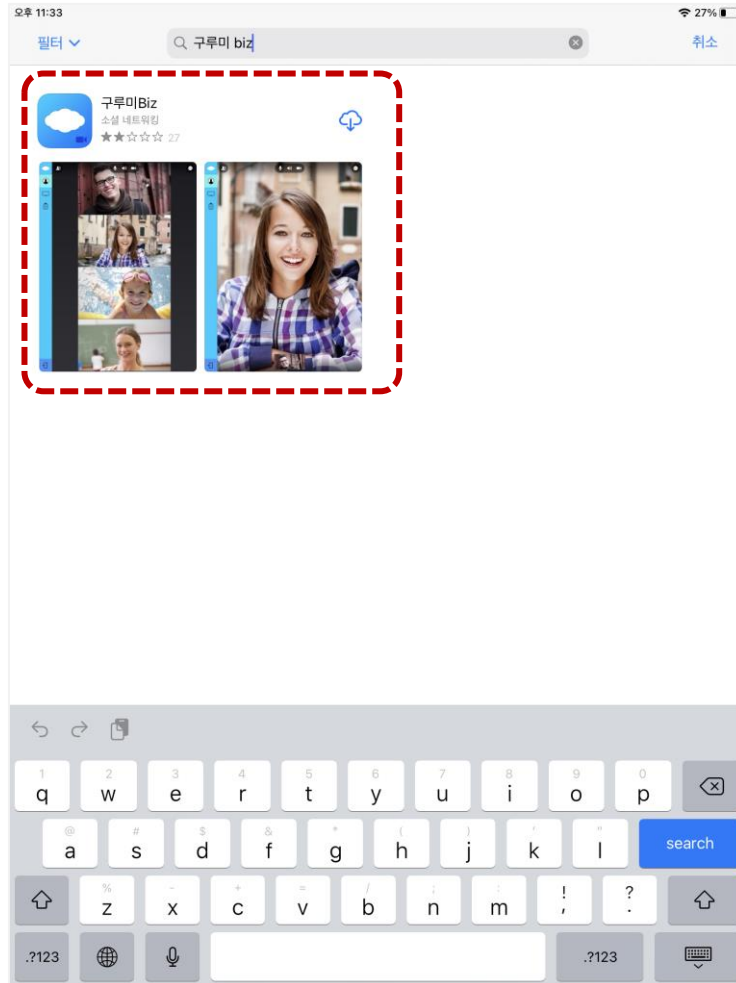 오후 11:33
27%
필터
구루미 biz
취소
구루미Biz
소셜 네트워킹
★★☆☆☆ 27
1 2 3 4 5 6 7 8 9 0
q w e r t y u i o p
@ # $ & * ( ) ' "
a s d f g h j k l
search
% - + = / ; : ! ?
z x c v b n m , .
.?123
.?123